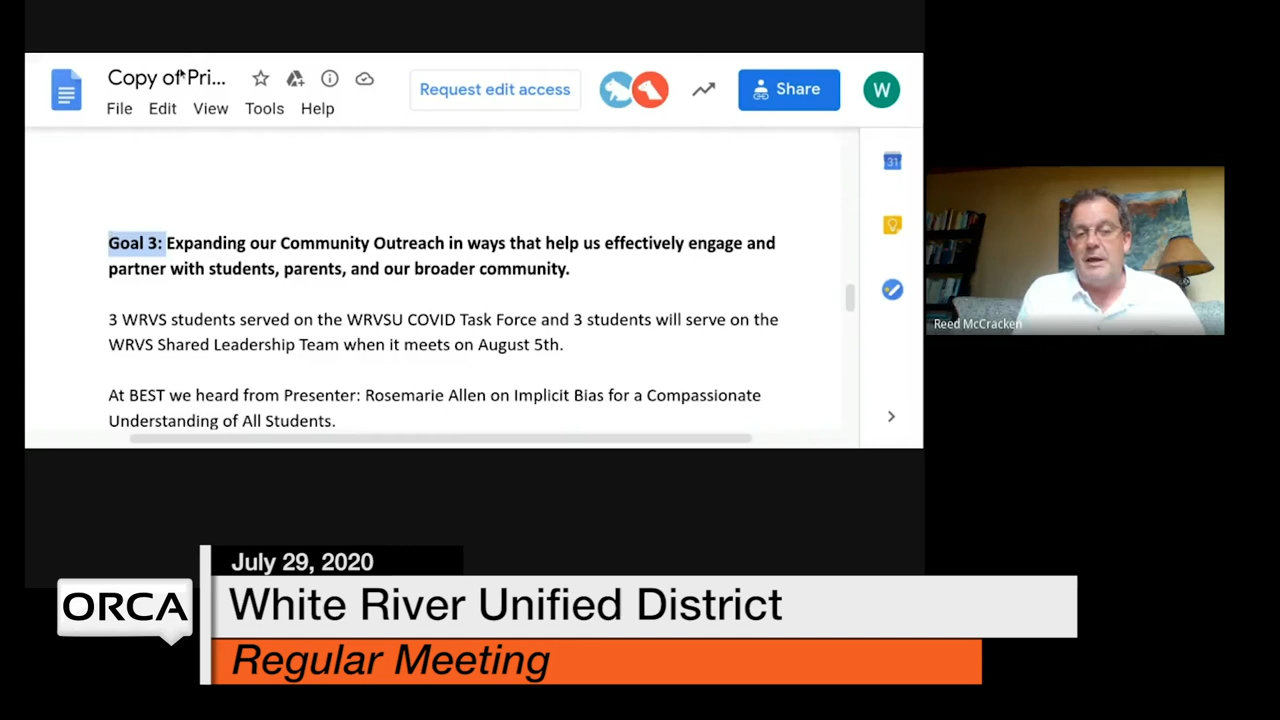 Copy of Pri...
File Edit View Tools Help
Request edit access
Share
W
31
Goal 3: Expanding our Community Outreach in ways that help us effectively engage and
partner with students, parents, and our broader community.
3 WRVS students served on the WRVSU COVID Task Force and 3 students will serve on the
WRVS Shared Leadership Team when it meets on August 5th.
At BEST we heard from Presenter: Rosemarie Allen on Implicit Bias for a Compassionate
Understanding of All Students.
Reed McCracken
July 29, 2020
ORCA
White River Unified District
Regular Meeting